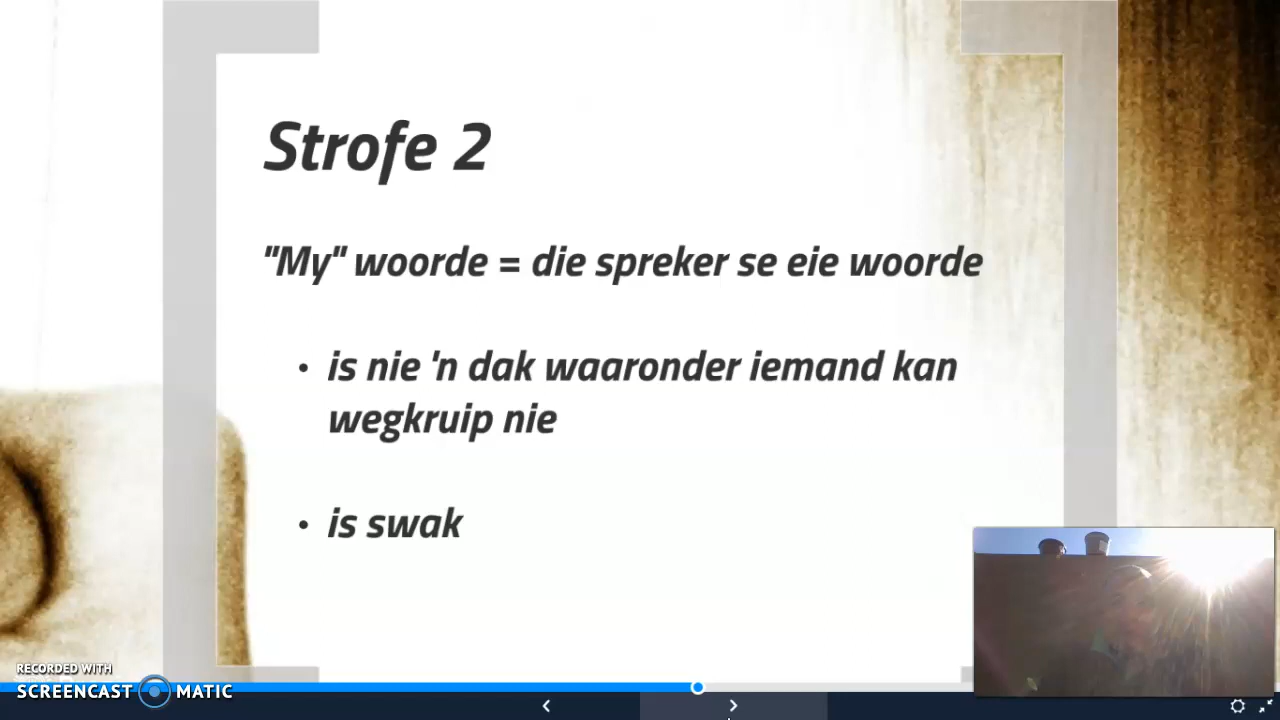 Strofe 2
"My" woorde = die spreker se eie woorde
• is nie 'n dak waaronder iemand kan
wegkruip nie
• is swak
RECORDED WITH
SCREENCAST MATIC